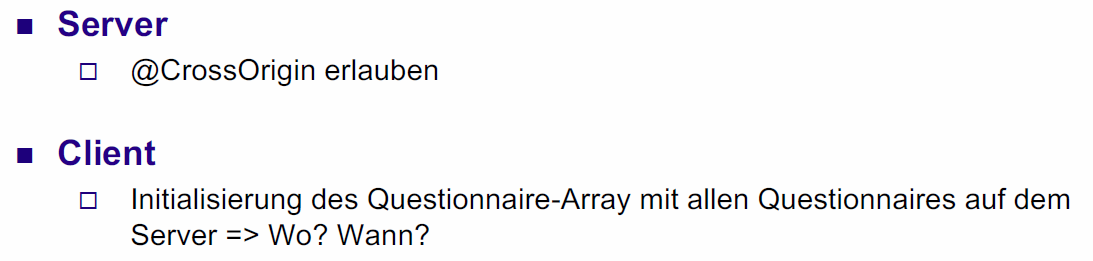 Server
@CrossOrigin erlauben
Client
Initialisierung des Questionnaire-Array mit allen Questionnaires auf dem
Server => Wo? Wann?